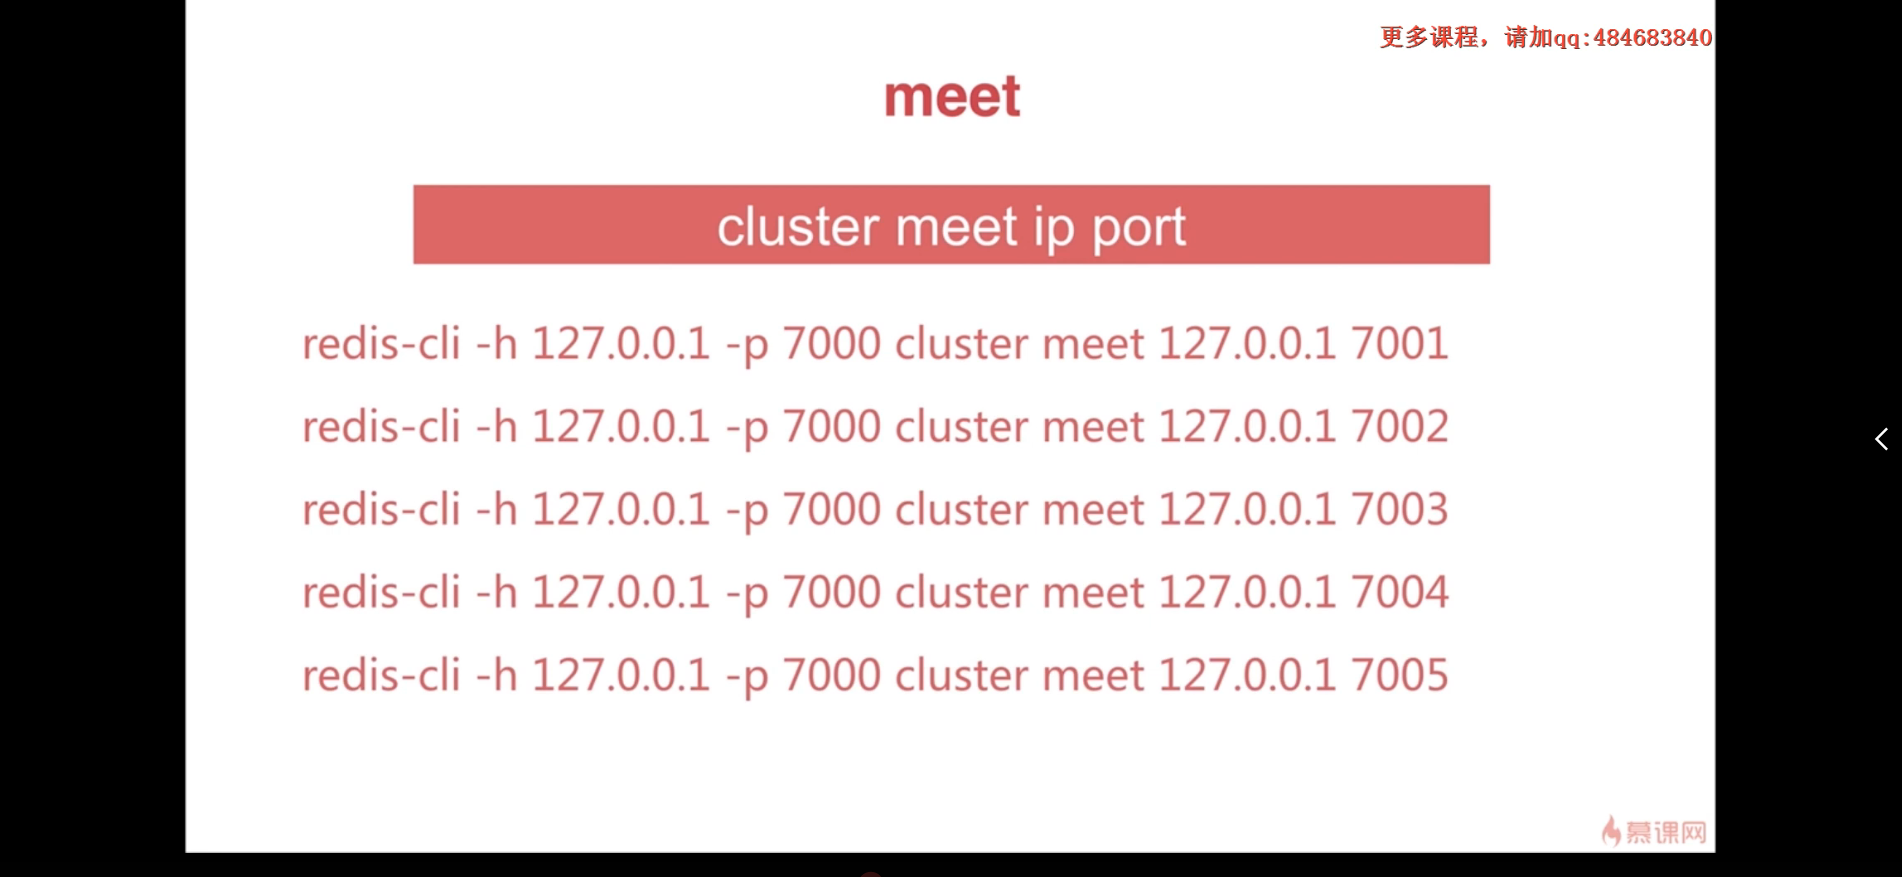 更多课程，请加qq:484683840
meet
cluster meet ip port
redis-cli -h 127.0.0.1 -p 7000 cluster meet 127.0.0.1 7001
redis-cli -h 127.0.0.1 -p 7000 cluster meet 127.0.0.1 7002
redis-cli -h 127.0.0.1 -p 7000 cluster meet 127.0.0.1 7003
redis-cli -h 127.0.0.1 -p 7000 cluster meet 127.0.0.1 7004
redis-cli -h 127.0.0.1 -p 7000 cluster meet 127.0.0.1 7005
慕课网